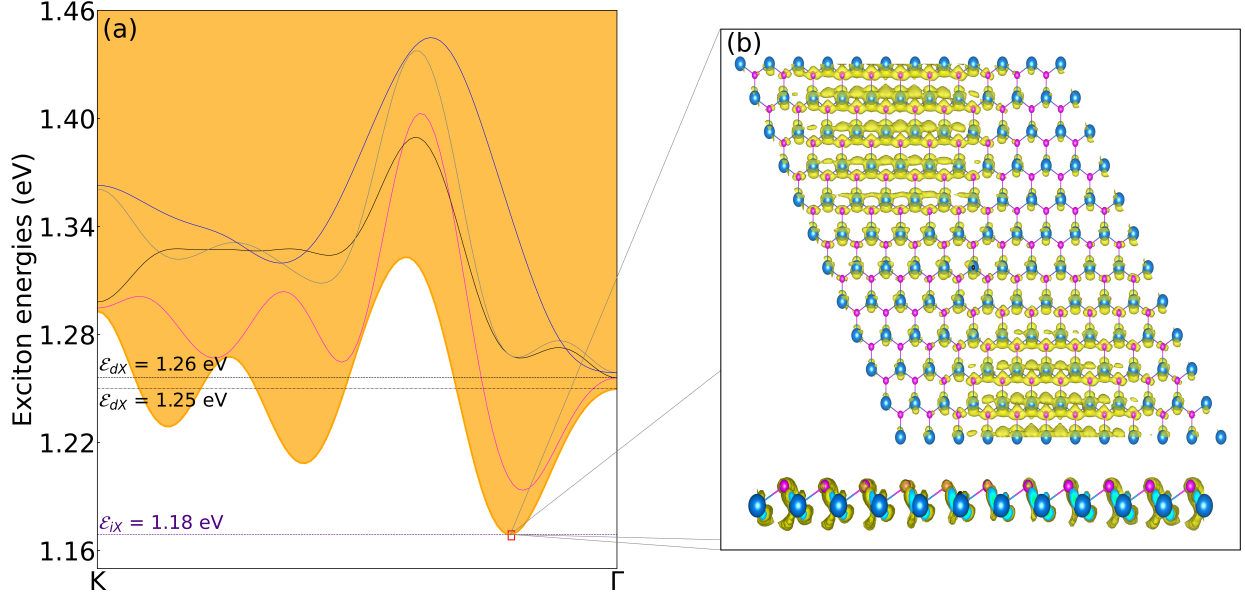 (a)
Exciton energies (eV)
1.46
1.40
1.34
1.28
1.22
1.16
ℰdX = 1.26 eV
ℰdX = 1.25 eV
ℰIX = 1.18 eV
K
Γ
(b)